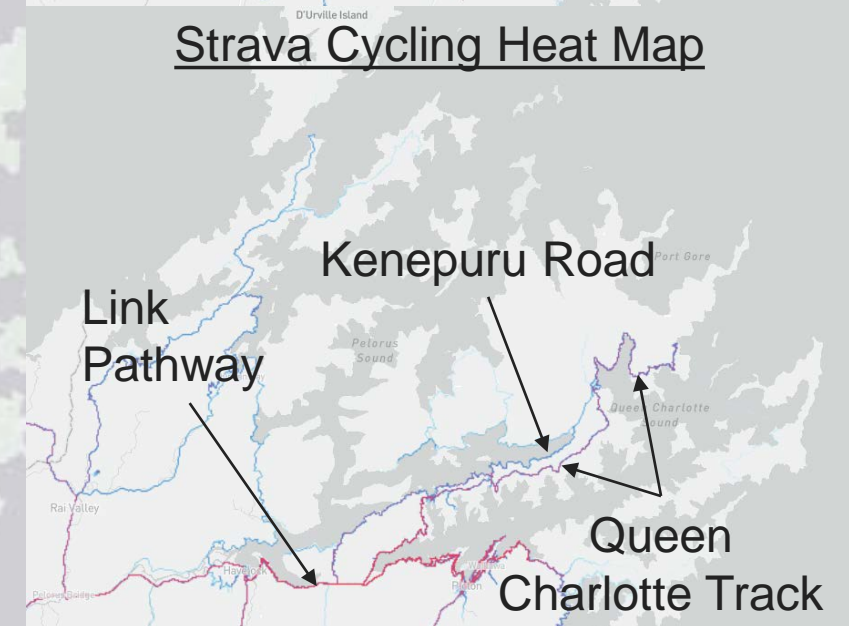 D'Urville Island
Strava Cycling Heat Map
Port Gore
Kenepuru Road
Link
Pathway
Pelorus
Sound
Queen Charlotte
Sound
Rai Valley
Queen
Charlotte Track
Havelock
Picton
Pelorus Bridge